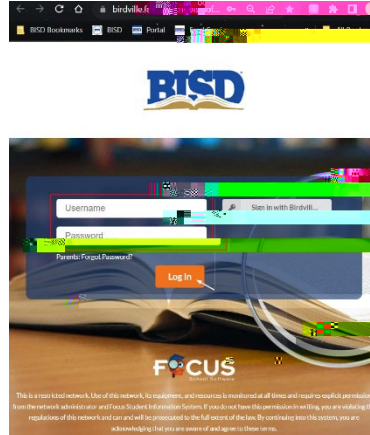 birdville.fo
BISD Bookmarks BISD Portal
BISD
Username
Sign in with Birdvill...
Password
Parents: Forgot Password?
Log In
FOCUS
School Software
This is a restricted network. Use of this network, its equipment, and resources is monitored at all times and requires explicit permission
from the network administrator and Focus Student Information System. If you do not have this permission in writing, you are violating the
regulations of this network and can and will be prosecuted to the full extent of the law. By continuing into this system, you are
acknowledging that you are aware of and agree to these terms.